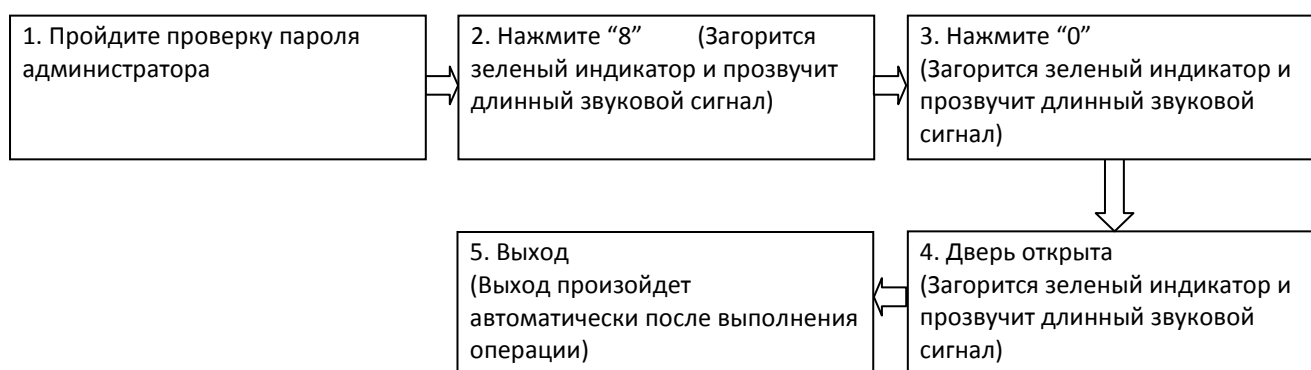 1. Пройдите проверку пароля
администратора
2. Нажмите “8” (Загорится
зеленый индикатор и прозвучит
длинный звуковой сигнал)
3. Нажмите “0”
(Загорится зеленый индикатор и
прозвучит длинный звуковой
сигнал)
4. Дверь открыта
(Загорится зеленый индикатор и
прозвучит длинный звуковой
сигнал)
5. Выход
(Выход произойдет
автоматически после выполнения
операции)